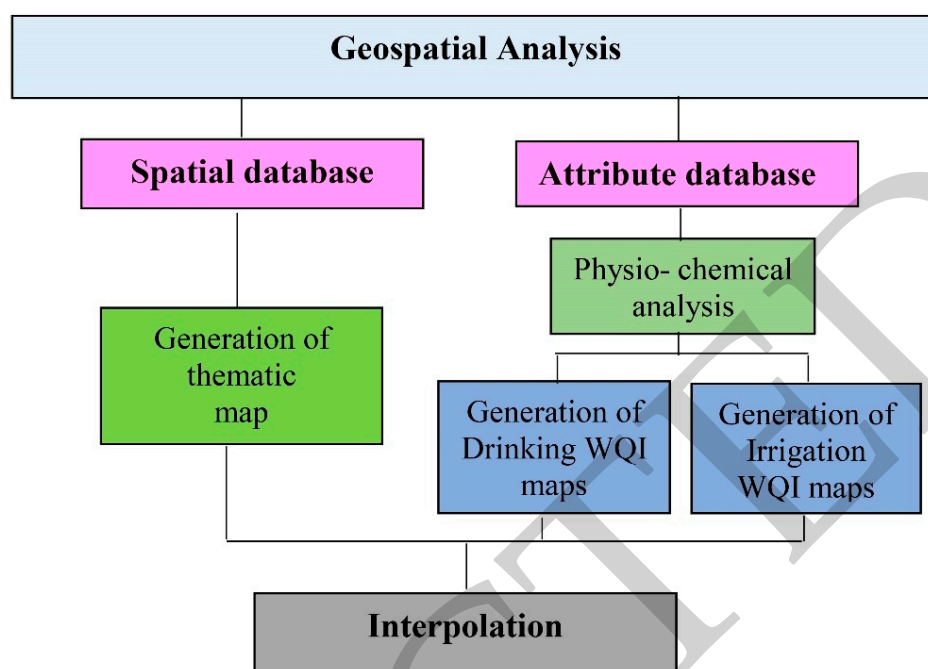 Geospatial Analysis
Spatial database
Attribute database
Physio- chemical
analysis
Generation of
thematic
map
Generation of
Drinking WQI
maps
Generation of
Irrigation
WQI maps
Interpolation